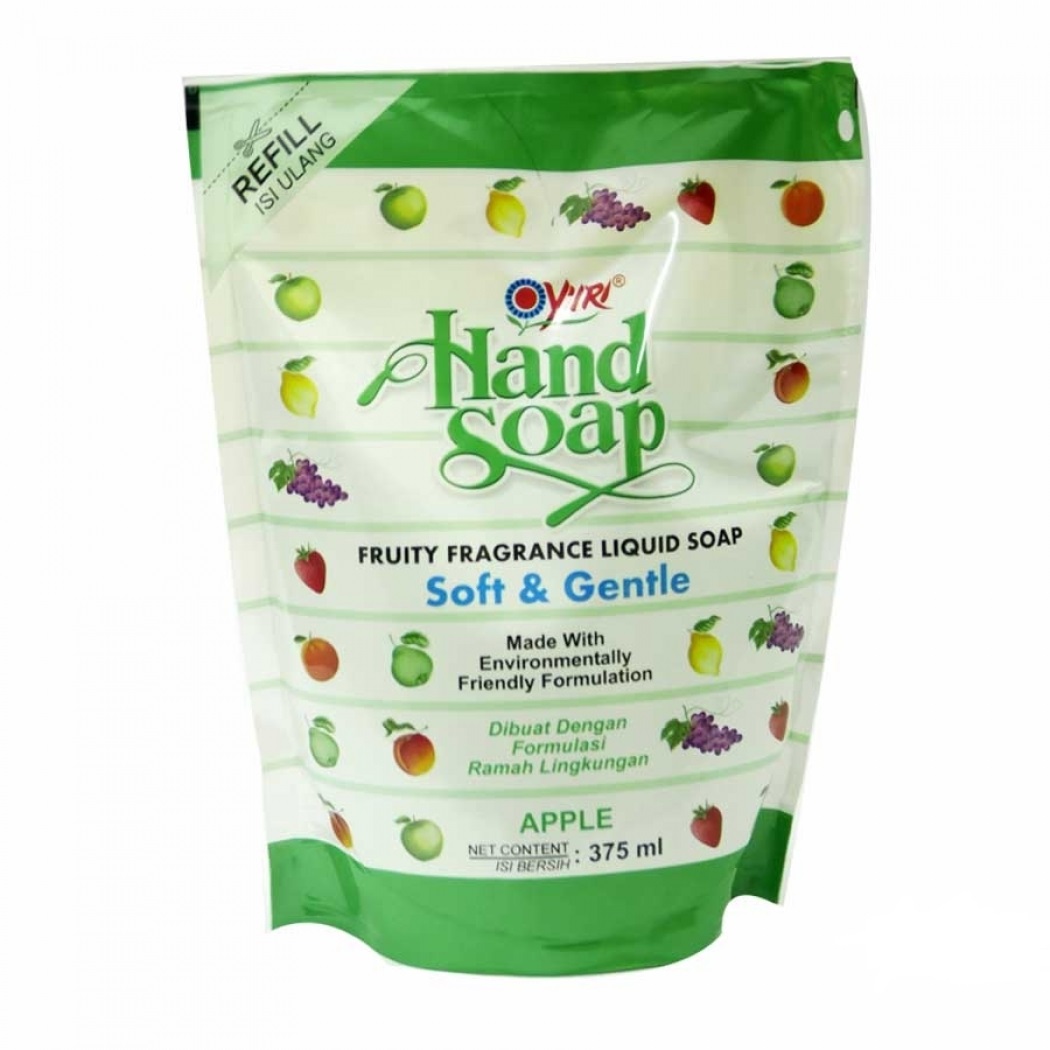 REFILL
ISI ULANG
Y'IRI®
Hand
Soap
FRUITY FRAGRANCE LIQUID SOAP
Soft & Gentle
Made With
Environmentally
Friendly Formulation
Dibuat Dengan
Formulasi
Ramah Lingkungan
APPLE
NET CONTENT : 375 ml
ISI BERSIH